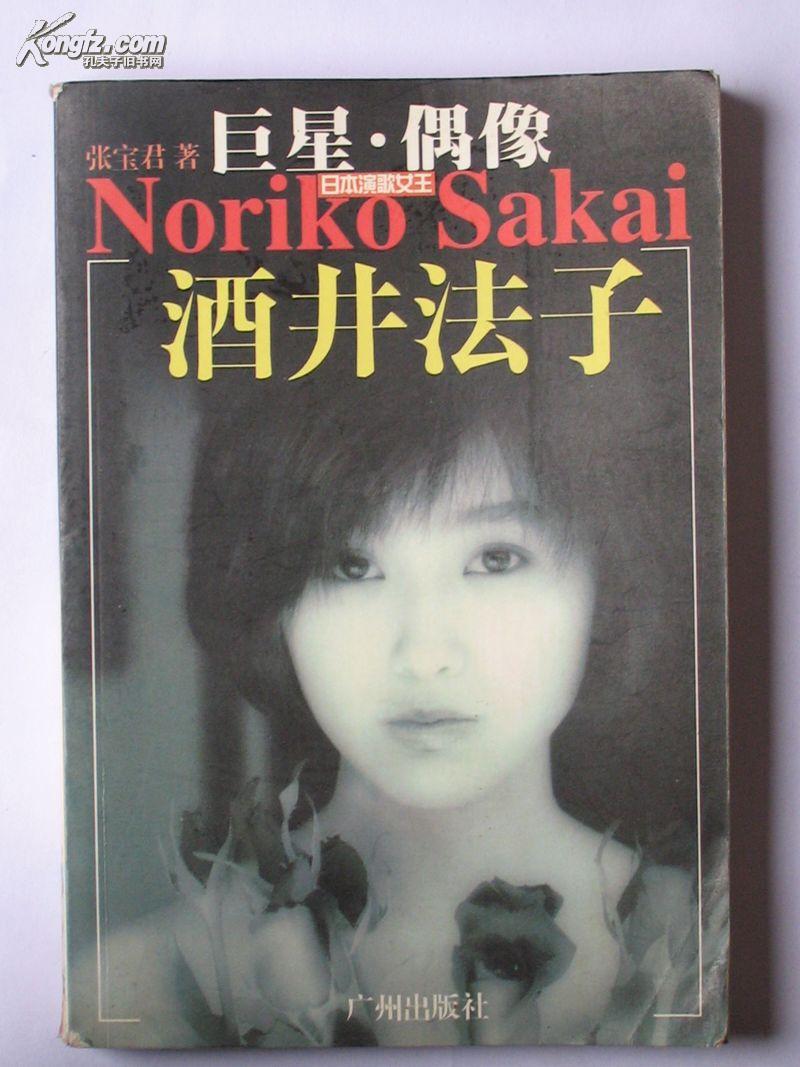 Kongfz.com
孔夫子旧书网
张宝君 著 巨星·偶像
日本演歌女王
Noriko Sakai
酒井法子
广州出版社